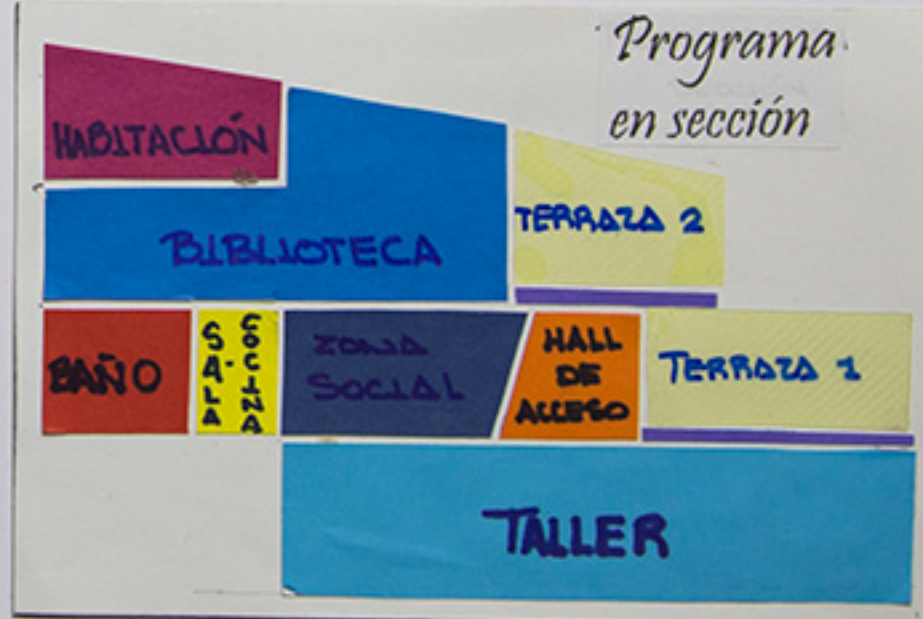 Programa
en sección
HABITACIÓN
BIBLIOTECA
TERRAZA 2
BAÑO
SALA-
COCINA
ZONA
SOCIAL
HALL
DE
ACCESO
TERRAZA 1
TALLER